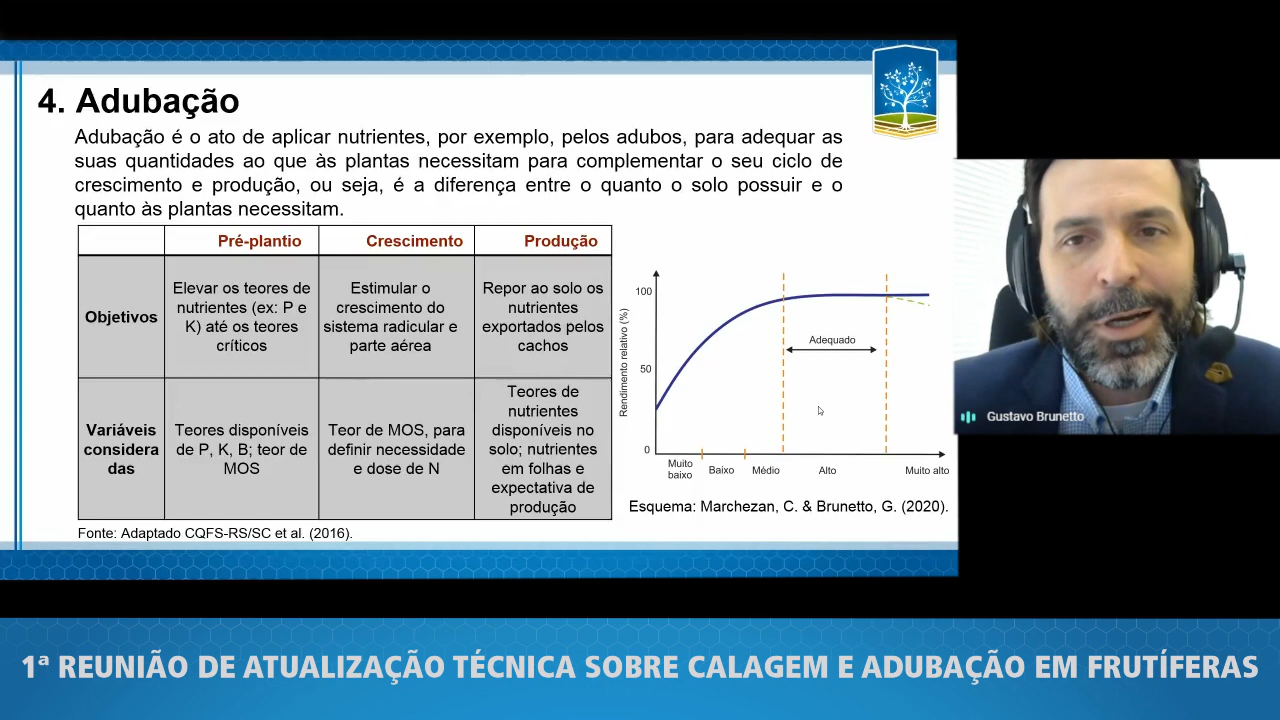 4. Adubação
Adubação é o ato de aplicar nutrientes, por exemplo, pelos adubos, para adequar as
suas quantidades ao que às plantas necessitam para complementar o seu ciclo de
crescimento e produção, ou seja, é a diferença entre o quanto o solo possuir e o
quanto às plantas necessitam.
Pré-plantio
Crescimento
Produção
Objetivos
Elevar os teores de
nutrientes (ex: P e
K) até os teores
críticos
Estimular o
crescimento do
sistema radicular e
parte aérea
Repor ao solo os
nutrientes
exportados pelos
cachos
Variáveis
considera
das
Teores disponíveis
de P, K, B; teor de
MOS
Teor de MOS, para
definir necessidade
e dose de N
Teores de
nutrientes
disponíveis no
solo; nutrientes
em folhas e
expectativa de
produção
Fonte: Adaptado CQFS-RS/SC et al. (2016).
Rendimento relativo (%)
100
50
0
Adequado
Muito
baixo
Baixo
Médio
Alto
Muito alto
Esquema: Marchezan, C. & Brunetto, G. (2020).
Gustavo Brunetto
1ª REUNIÃO DE ATUALIZAÇÃO TÉCNICA SOBRE CALAGEM E ADUBAÇÃO EM FRUTÍFERAS